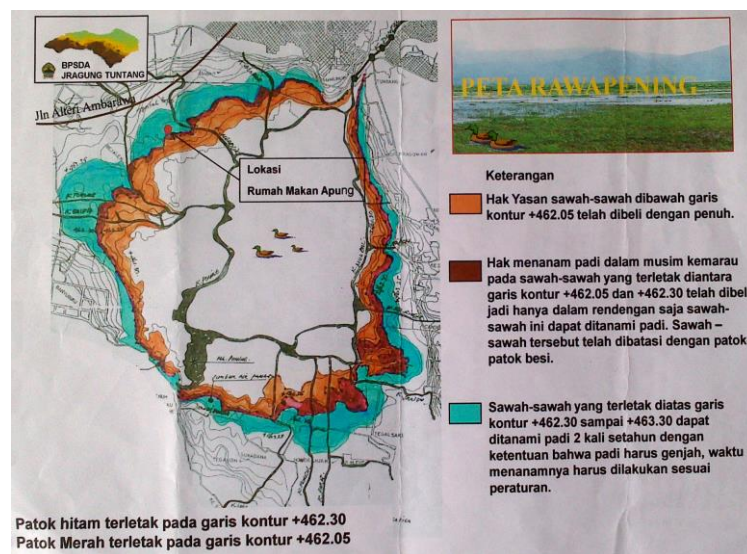 BPSDA
JRAGUNG TUNTANG
Jln Alteri Ambarawa
Lokasi
Rumah Makan Apung
PETA RAWAPENING
Keterangan
Hak Yasan sawah-sawah dibawah garis
kontur +462.05 telah dibeli dengan penuh.
Hak menanam padi dalam musim kemarau
pada sawah-sawah yang terletak diantara
garis kontur +462.05 dan +462.30 telah dibel
jadi hanya dalam rendengan saja sawah-
sawah ini dapat ditanami padi. Sawah –
sawah tersebut telah dibatasi dengan patok
patok besi.
Sawah-sawah yang terletak diatas garis
kontur +462.30 sampai +463.30 dapat
ditanami padi 2 kali setahun dengan
ketentuan bahwa padi harus genjah, waktu
menanamnya harus dilakukan sesuai
peraturan.
Patok hitam terletak pada garis kontur +462.30
Patok Merah terletak pada garis kontur +462.05